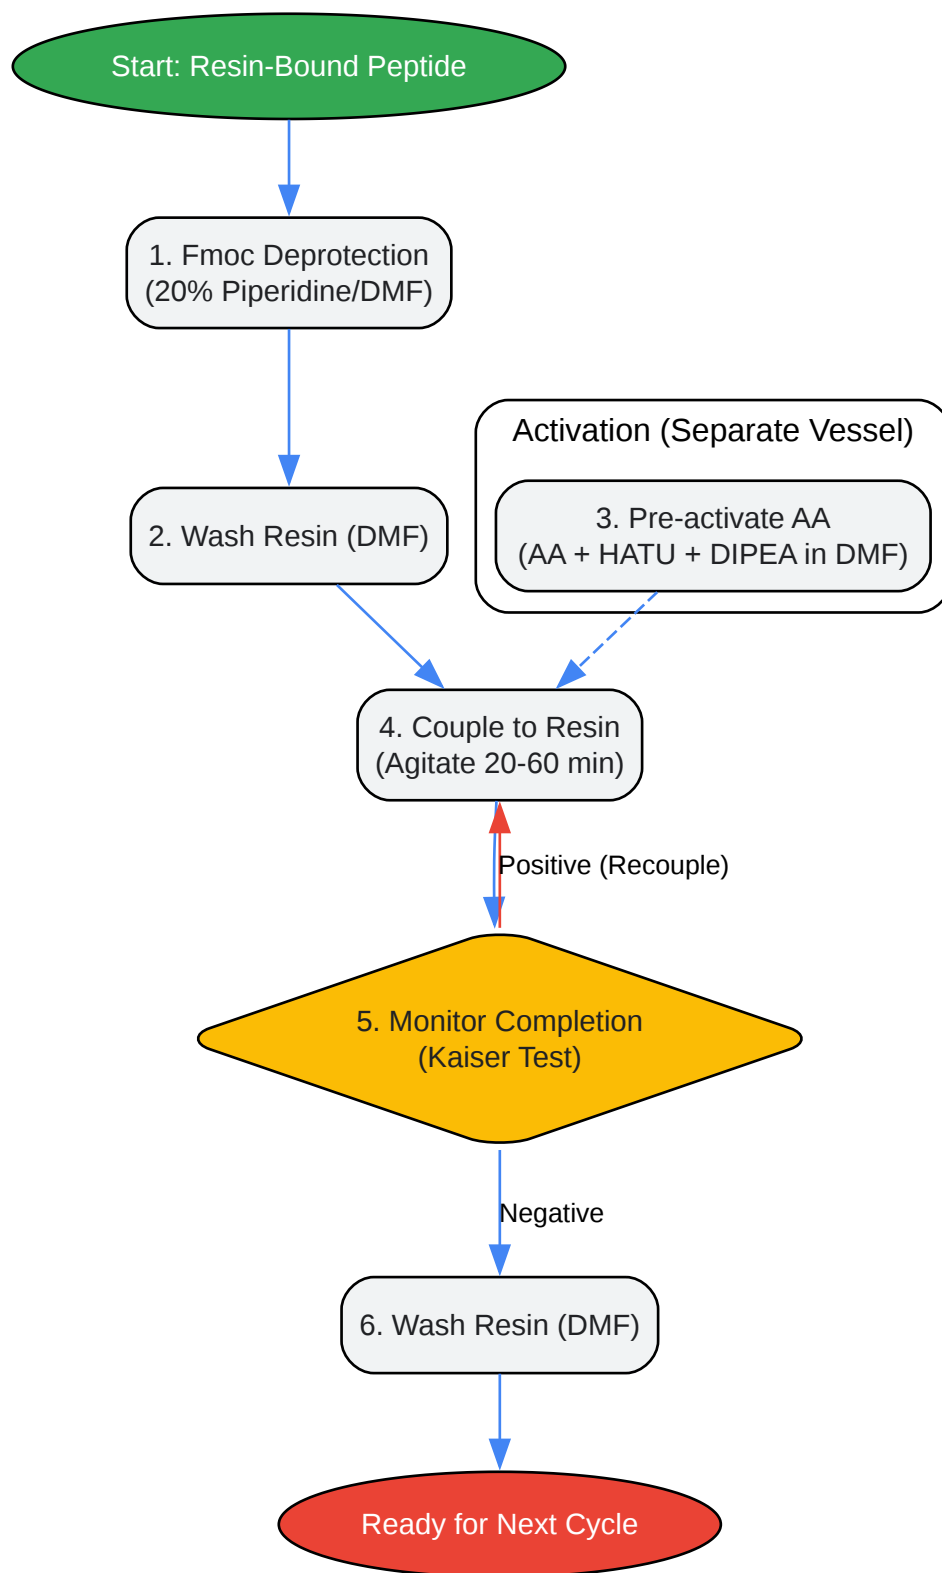 Start: Resin-Bound Peptide
1. Fmoc Deprotection
(20% Piperidine/DMF)
2. Wash Resin (DMF)
Activation (Separate Vessel)
3. Pre-activate AA
(AA + HATU + DIPEA in DMF)
4. Couple to Resin
(Agitate 20-60 min)
Positive (Recouple)
5. Monitor Completion
(Kaiser Test)
Negative
6. Wash Resin (DMF)
Ready for Next Cycle